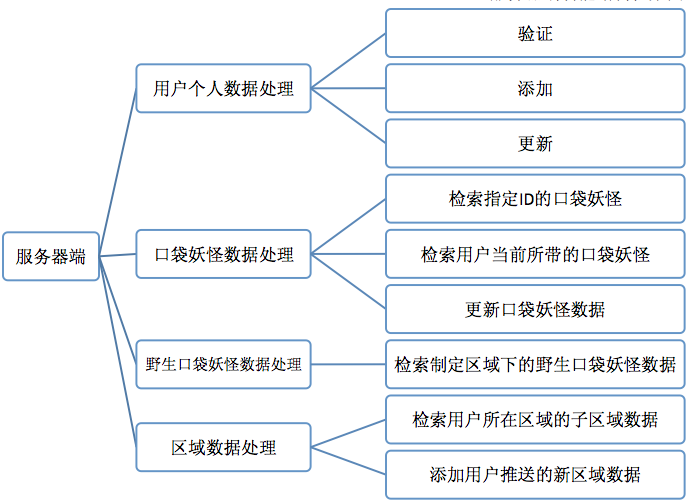 验证
用户个人数据处理
添加
更新
检索指定ID的口袋妖怪
服务器端
口袋妖怪数据处理
检索用户当前所带的口袋妖怪
更新口袋妖怪数据
野生口袋妖怪数据处理
检索制定区域下的野生口袋妖怪数据
检索用户所在区域的子区域数据
区域数据处理
添加用户推送的新区域数据